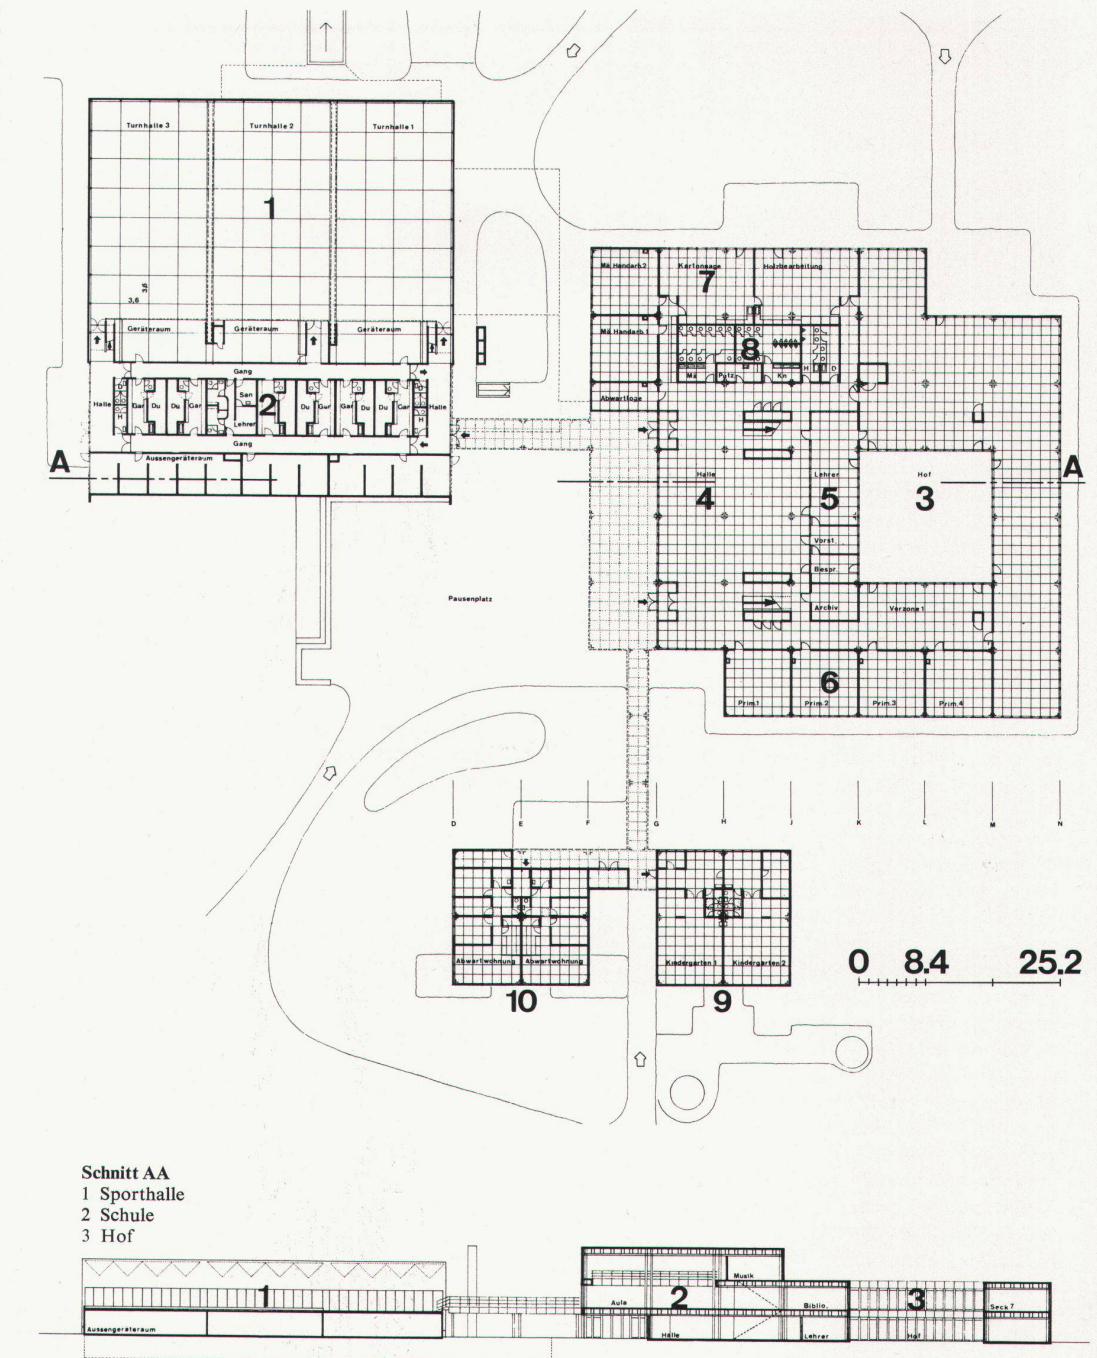 Turnhalle 3 Turnhalle 2 Turnhalle 1
1
3,6
3,6
Geräteraum Geräteraum Geräteraum
Gang
Halle H Gar Du Du Gar San Lehrer 2 Du Du Gar Gar Du Du Gar H Halle
Gang
Aussengeräteraum
A
Mä Handarb.2 Kartonnage Holzbearbeitung
7
Mä Handarb.1
8
Mä Putz Kn H D
Abwartloge
Halle Lehrer Hof A
4 5 3
Vorst.
Bespr.
Archiv Vorzone 1
Pausenplatz
6
Prim.1 Prim.2 Prim.3 Prim.4
D E F G H J K L M N
Abwartwohnung Abwartwohnung Kindergarten 1 Kindergarten 2
10 9
0 8.4 25.2
Schnitt AA
1 Sporthalle
2 Schule
3 Hof
1
Aussengeräteraum
Musik
Aula 2 Biblio. 3 Seck 7
Halle Lehrer Hof